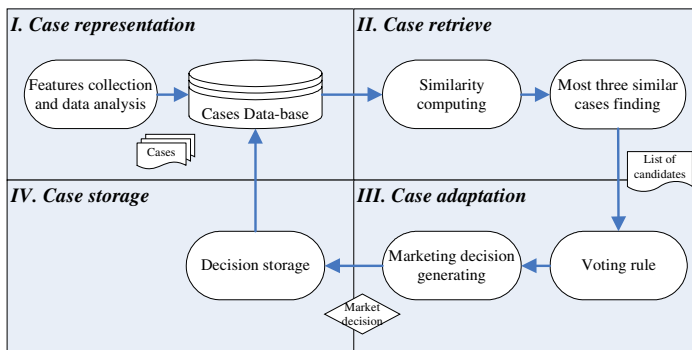 I. Case representation
II. Case retrieve
Features collection
and data analysis
Cases Data-base
Similarity
computing
Most three similar
cases finding
Cases
List of
candidates
IV. Case storage
III. Case adaptation
Decision storage
Marketing decision
generating
Voting rule
Market
decision